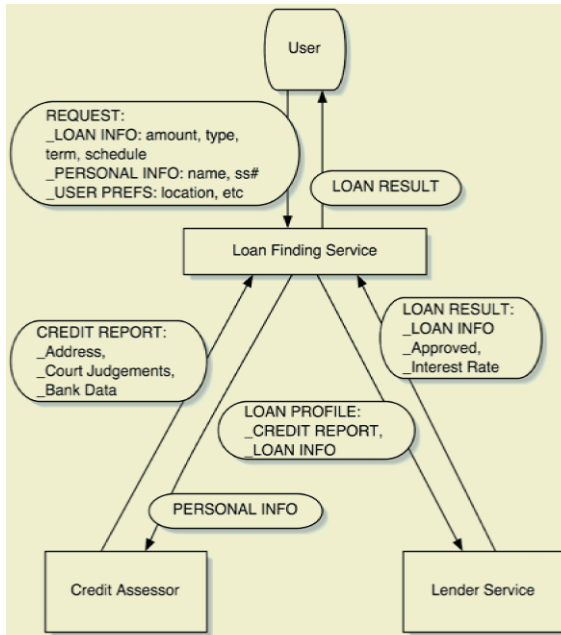 User
REQUEST:
_LOAN INFO: amount, type,
term, schedule
_PERSONAL INFO: name, ss#
_USER PREFS: location, etc
LOAN RESULT
Loan Finding Service
CREDIT REPORT:
_Address,
_Court Judgements,
_Bank Data
LOAN RESULT:
_LOAN INFO
_Approved,
_Interest Rate
LOAN PROFILE:
_CREDIT REPORT,
_LOAN INFO
PERSONAL INFO
Credit Assessor
Lender Service